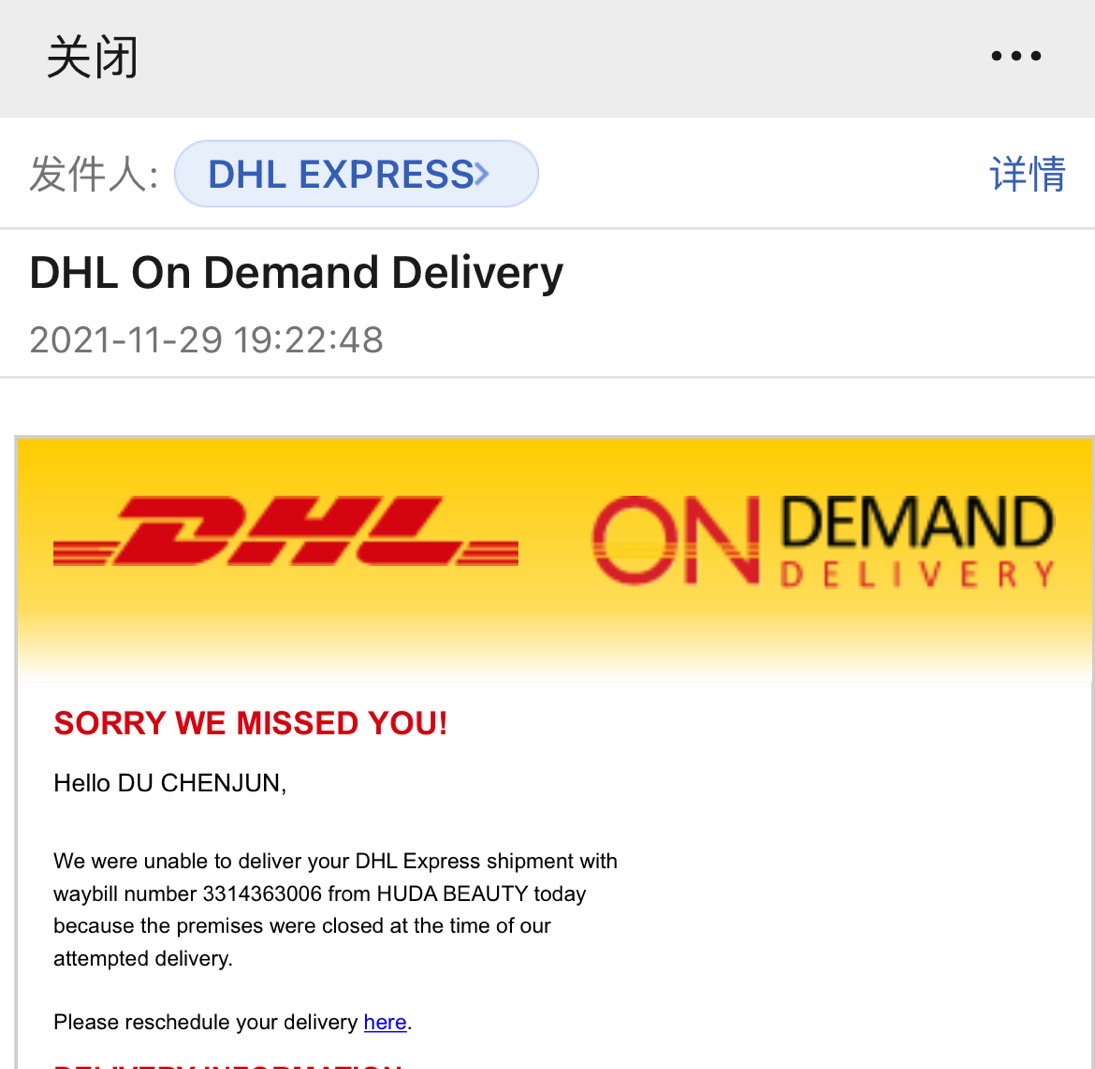 关闭
发件人: DHL EXPRESS
详情
DHL On Demand Delivery
2021-11-29 19:22:48
DHL
ON DEMAND
DELIVERY
SORRY WE MISSED YOU!
Hello DU CHENJUN,
We were unable to deliver your DHL Express shipment with
waybill number 3314363006 from HUDA BEAUTY today
because the premises were closed at the time of our
attempted delivery.
Please reschedule your delivery here.
DELIVERY INFORMATION